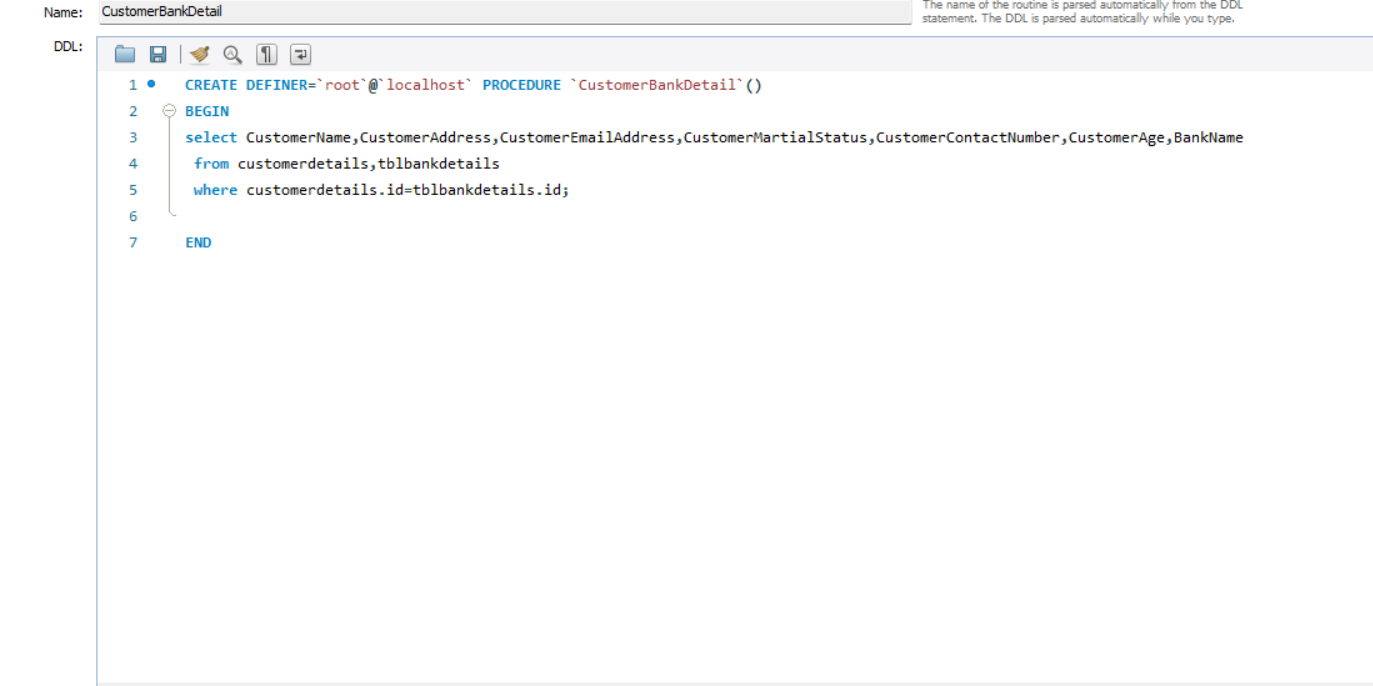 Name: CustomerBankDetail
The name of the routine is parsed automatically from the DDL
statement. The DDL is parsed automatically while you type.
DDL:
1 CREATE DEFINER=`root`@`localhost` PROCEDURE `CustomerBankDetail`()
2 BEGIN
3 select CustomerName,CustomerAddress,CustomerEmailAddress,CustomerMartialStatus,CustomerContactNumber,CustomerAge,BankName
4 from customerdetails,tblbankdetails
5 where customerdetails.id=tblbankdetails.id;
6
7 END